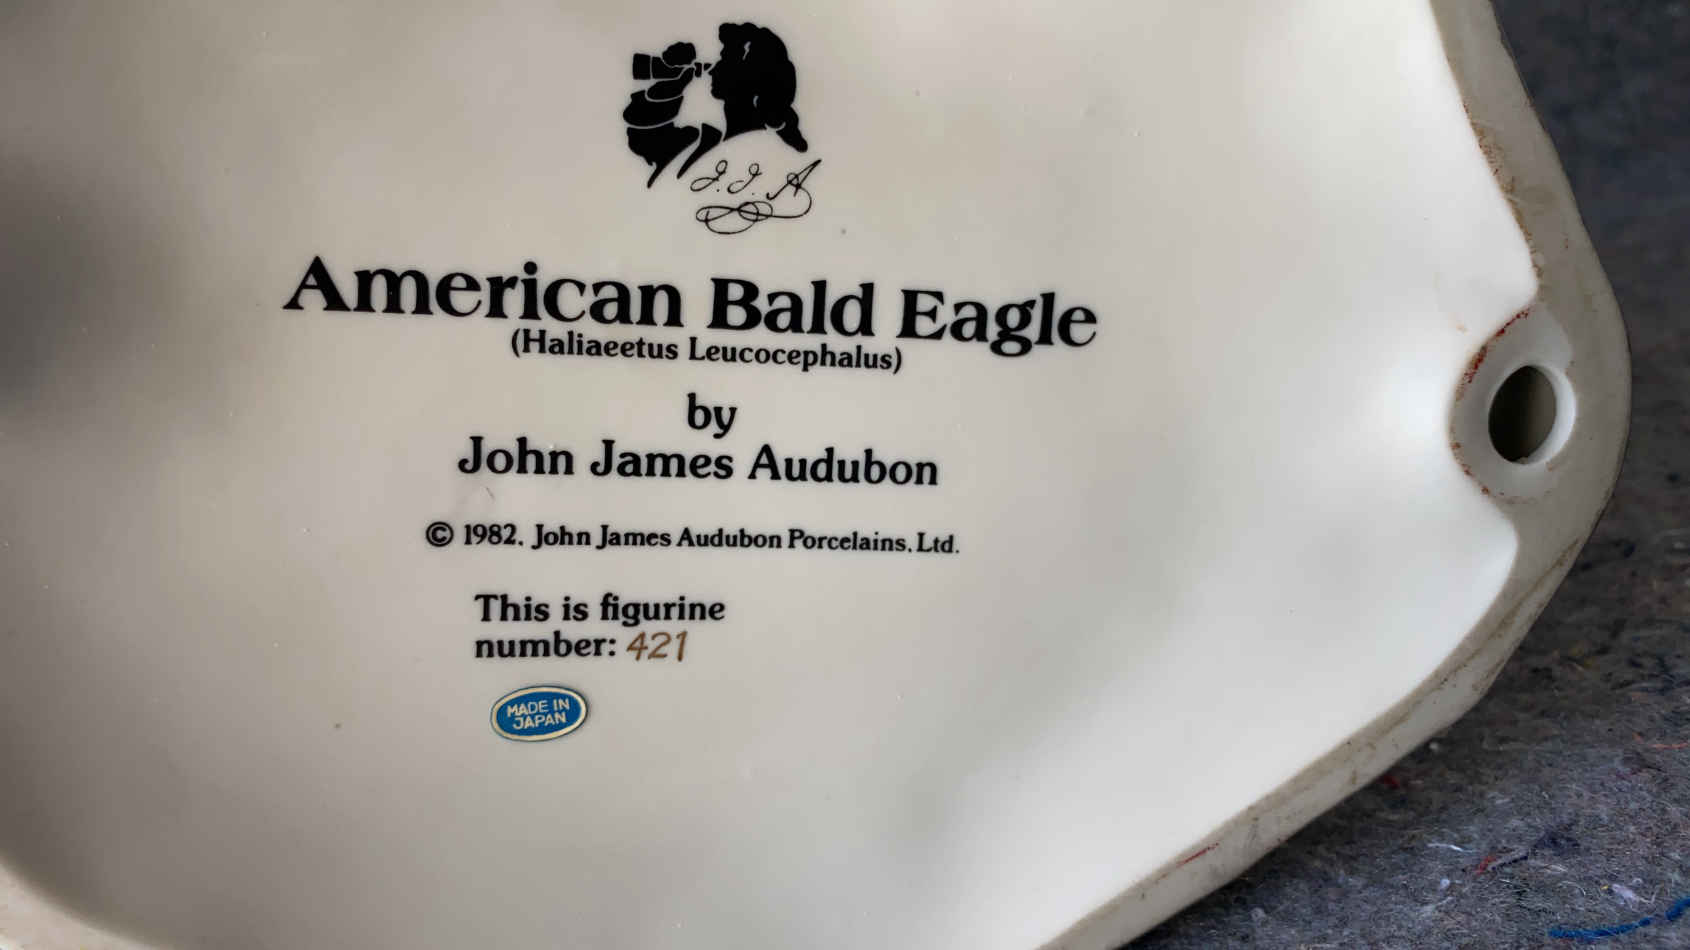 J. J. A
American Bald Eagle
(Haliaeetus Leucocephalus)
by
John James Audubon
© 1982. John James Audubon Porcelains. Ltd.
This is figurine
number: 421
MADE IN
JAPAN